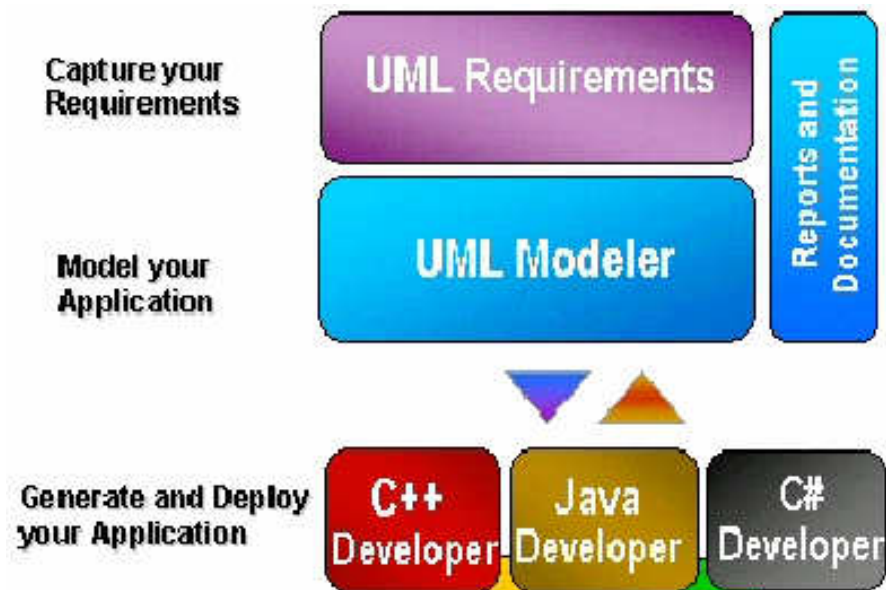 Capture your
Requirements
UML Requirements
Reports and
Documentation
Model your
Application
UML Modeler
Generate and Deploy
your Application
C++
Developer
Java
Developer
C#
Developer